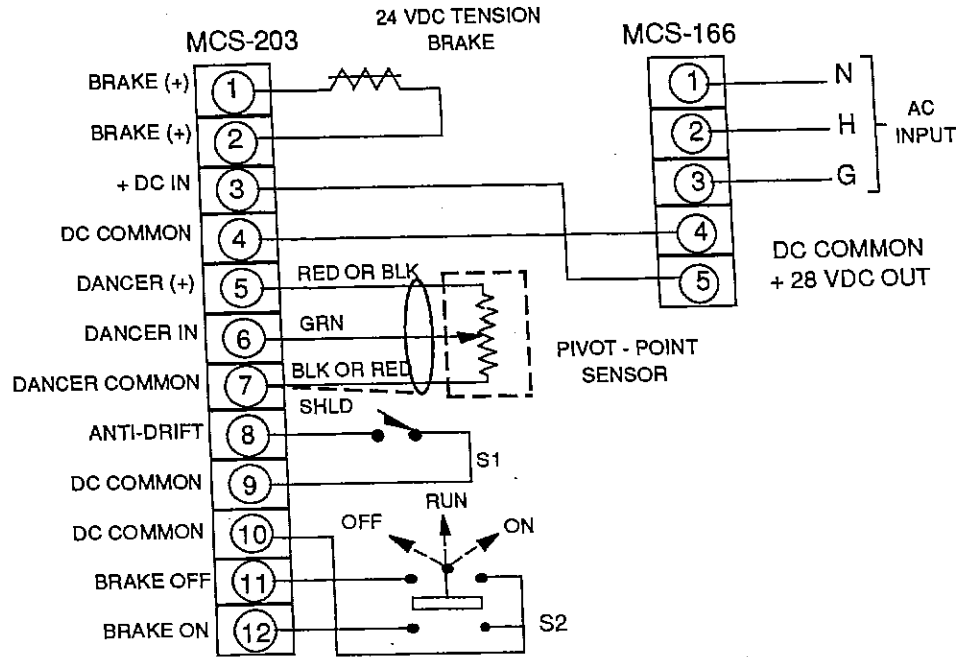 24 VDC TENSION
BRAKE
MCS-203
MCS-166
BRAKE (+)
1
BRAKE (+)
2
+ DC IN
3
DC COMMON
4
DANCER (+)
5
DANCER IN
6
DANCER COMMON
7
ANTI-DRIFT
8
DC COMMON
9
DC COMMON
10
BRAKE OFF
11
BRAKE ON
12
1
N
2
H
3
G
4
5
AC
INPUT
DC COMMON
+ 28 VDC OUT
RED OR BLK
GRN
BLK OR RED
SHLD
PIVOT - POINT
SENSOR
S1
OFF
RUN
ON
S2